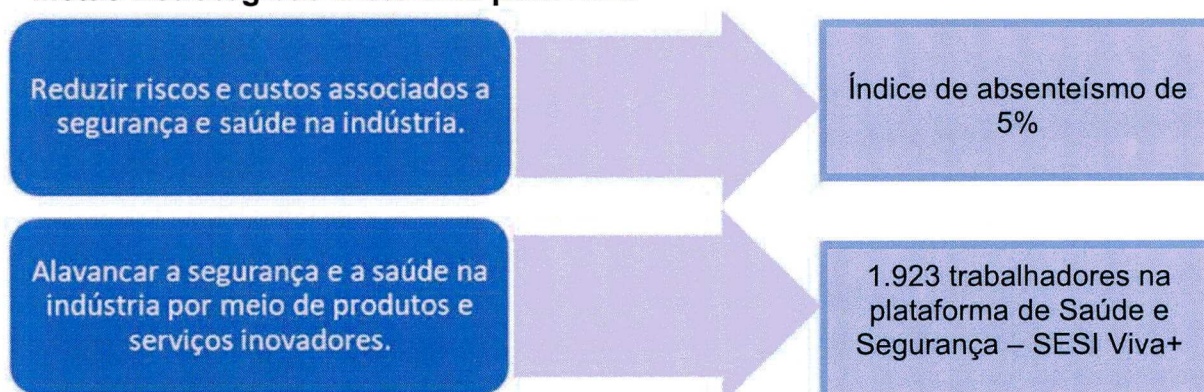 Reduzir riscos e custos associados a
segurança e saúde na indústria.
Índice de absenteísmo de
5%
Alavancar a segurança e a saúde na
indústria por meio de produtos e
serviços inovadores.
1.923 trabalhadores na
plataforma de Saúde e
Segurança – SESI Viva+